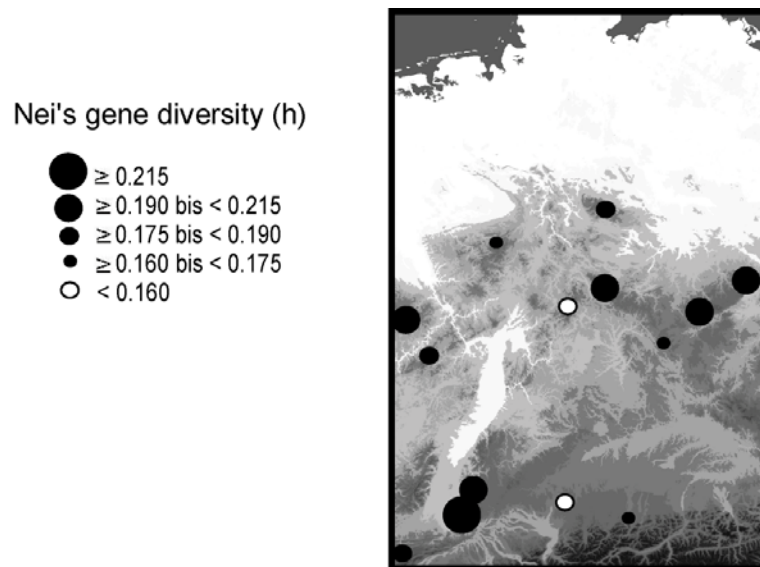 Nei's gene diversity (h)
≥ 0.215
≥ 0.190 bis < 0.215
≥ 0.175 bis < 0.190
≥ 0.160 bis < 0.175
< 0.160